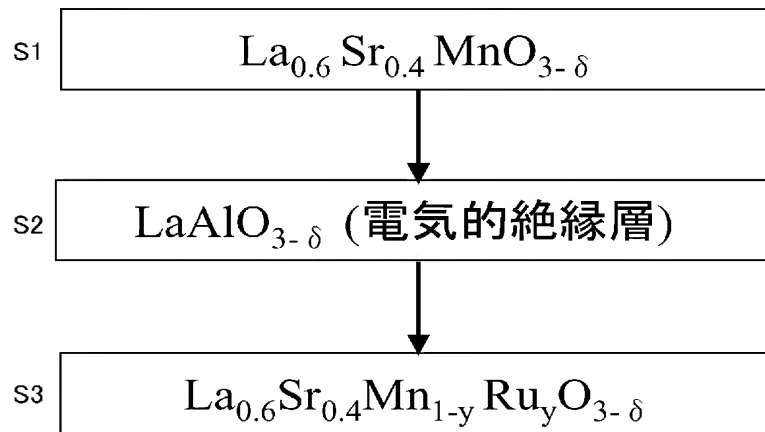 S1 La₀.₆ Sr₀.₄ MnO₃₋ δ
S2 LaAlO₃₋ δ (電気的絶縁層)
S3 La₀.₆Sr₀.₄Mn₁₋y RuyO₃₋ δ